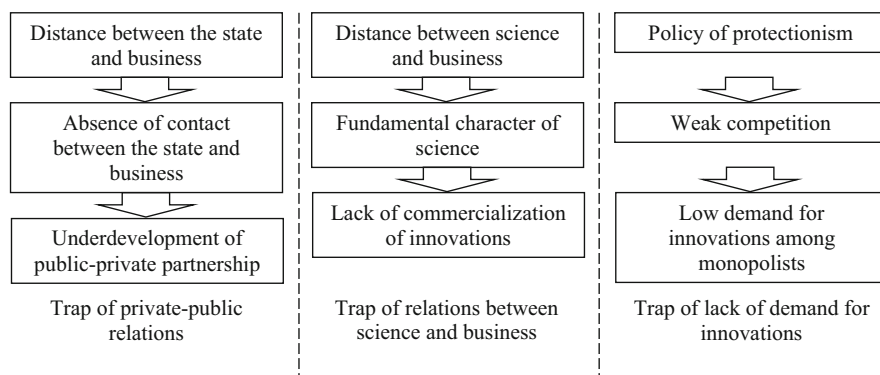 Distance between the state
and business
Absence of contact
between the state and
business
Underdevelopment of
public-private partnership
Trap of private-public
relations
Distance between science
and business
Fundamental character of
science
Lack of commercialization
of innovations
Trap of relations between
science and business
Policy of protectionism
Weak competition
Low demand for
innovations among
monopolists
Trap of lack of demand for
innovations